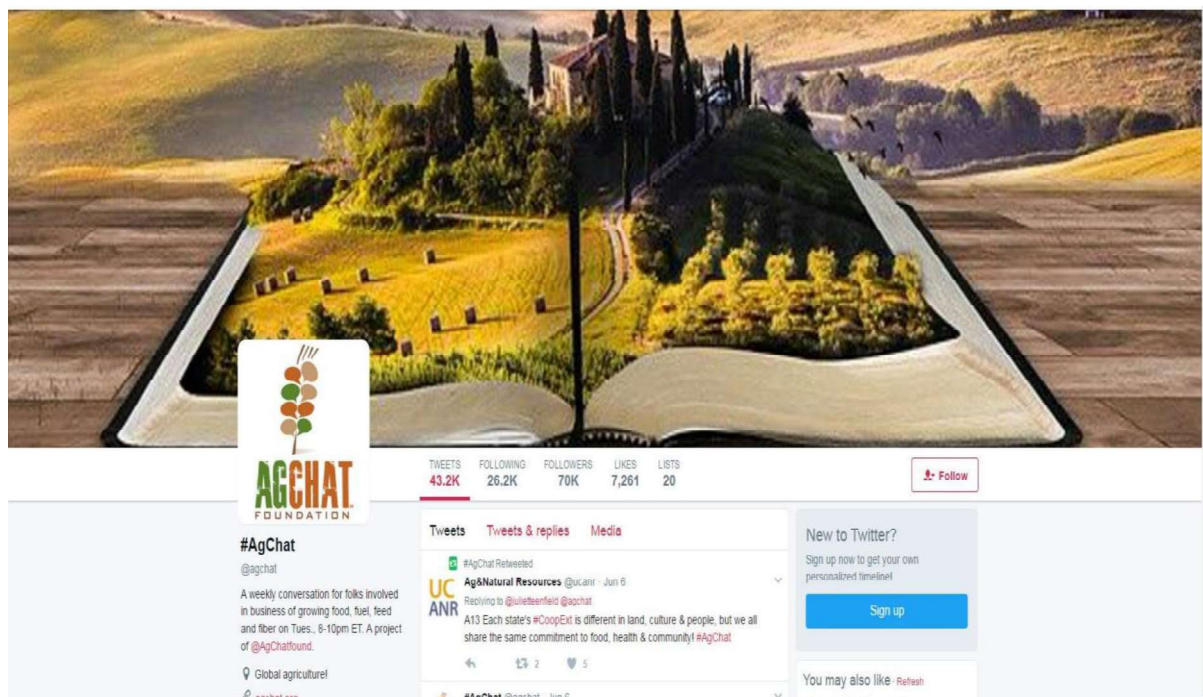 AGCHAT
FOUNDATION
TWEETS FOLLOWING FOLLOWERS LIKES LISTS
43.2K 26.2K 70K 7,261 20
Follow
#AgChat
@agchat
A weekly conversation for folks involved
in business of growing food, fuel, feed
and fiber on Tues., 8-10pm ET. A project
of @AgChatfound.
Global agriculture!
agchat.org
Tweets Tweets & replies Media
#AgChat Retweeted
UC
ANR
Ag&Natural Resources @ucanr · Jun 6
Replying to @julietteenfield @agchat
A13 Each state's #CoopExt is different in land, culture & people, but we all
share the same commitment to food, health & community! #AgChat
2 5
#AgChat @agchat · Jun 6
New to Twitter?
Sign up now to get your own
personalized timeline!
Sign up
You may also like · Refresh